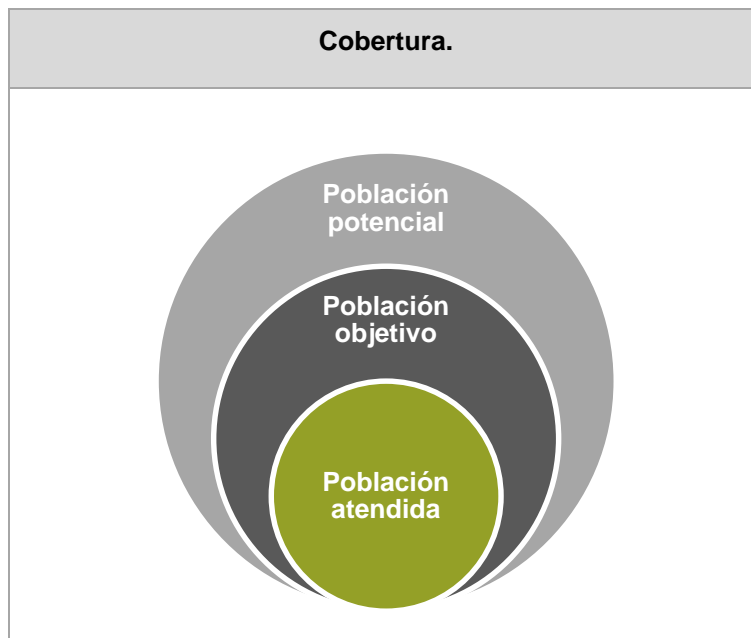 Cobertura.
Población
potencial
Población
objetivo
Población
atendida